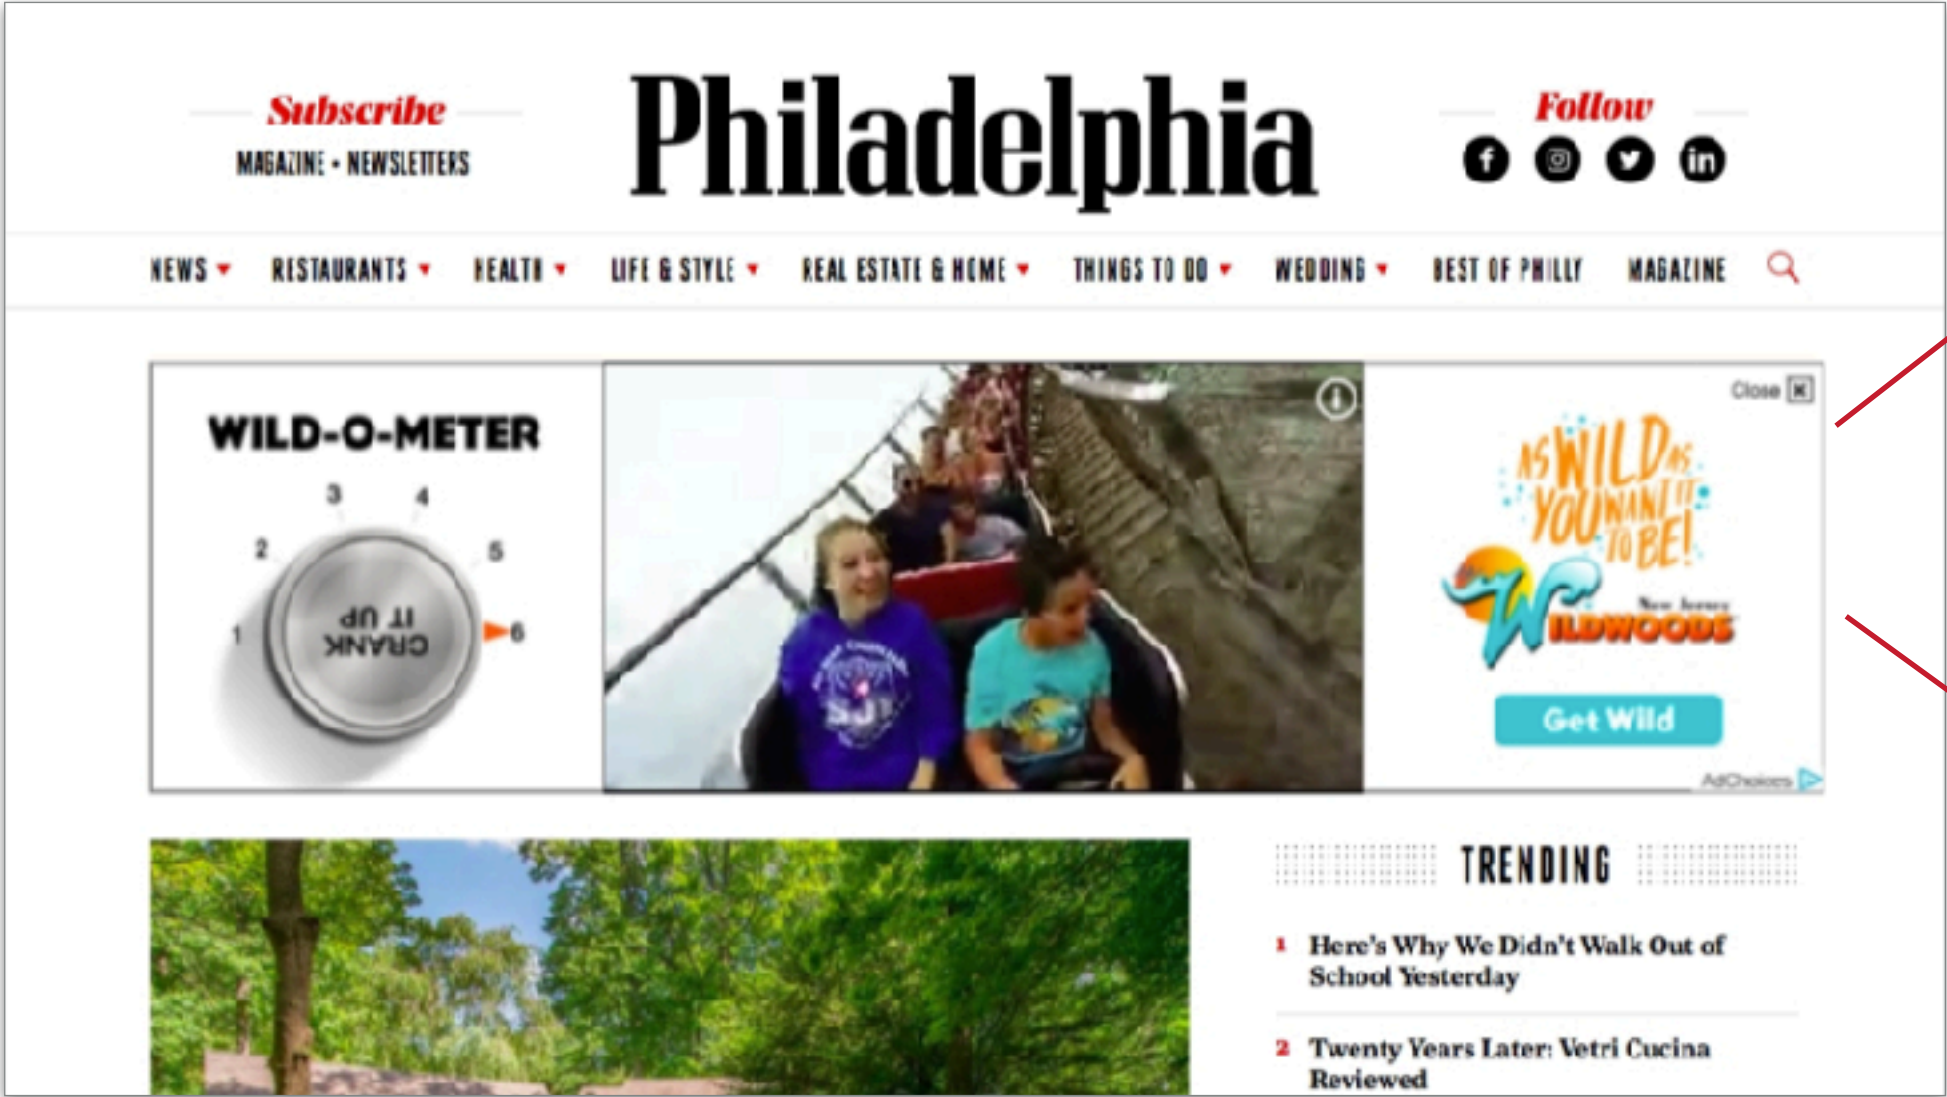 Subscribe
MAGAZINE • NEWSLETTERS
Philadelphia
Follow
NEWS RESTAURANTS HEALTH LIFE & STYLE REAL ESTATE & HOME THINGS TO DO WEDDING BEST OF PHILLY MAGAZINE
WILD-O-METER
1
2
3
4
5
6
CRANK
IT UP
Close
AS WILD AS
YOU WANT IT
TO BE!
New Jersey
WILDWOODS
Get Wild
AdChoices
TRENDING
1 Here's Why We Didn't Walk Out of
School Yesterday
2 Twenty Years Later: Vetri Cucina
Reviewed